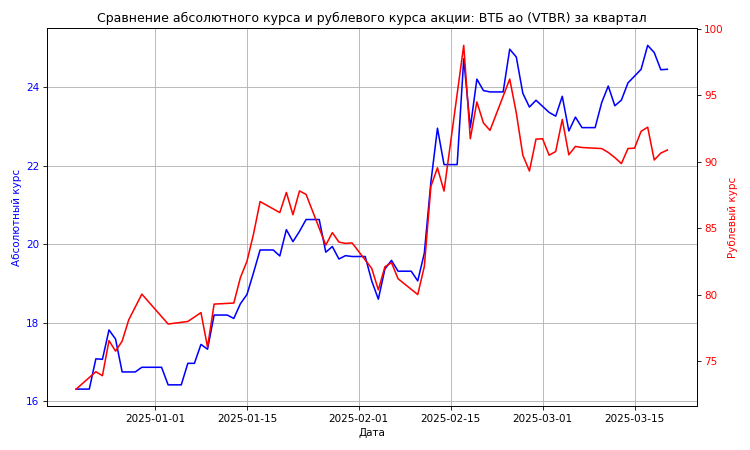 Сравнение абсолютного курса и рублевого курса акции: ВТБ ао (VTBR) за квартал
Абсолютный курс
24
22
20
18
16
100
95
90
85
80
75
Рублевый курс
2025-01-01 2025-01-15 2025-02-01 2025-02-15 2025-03-01 2025-03-15
Дата